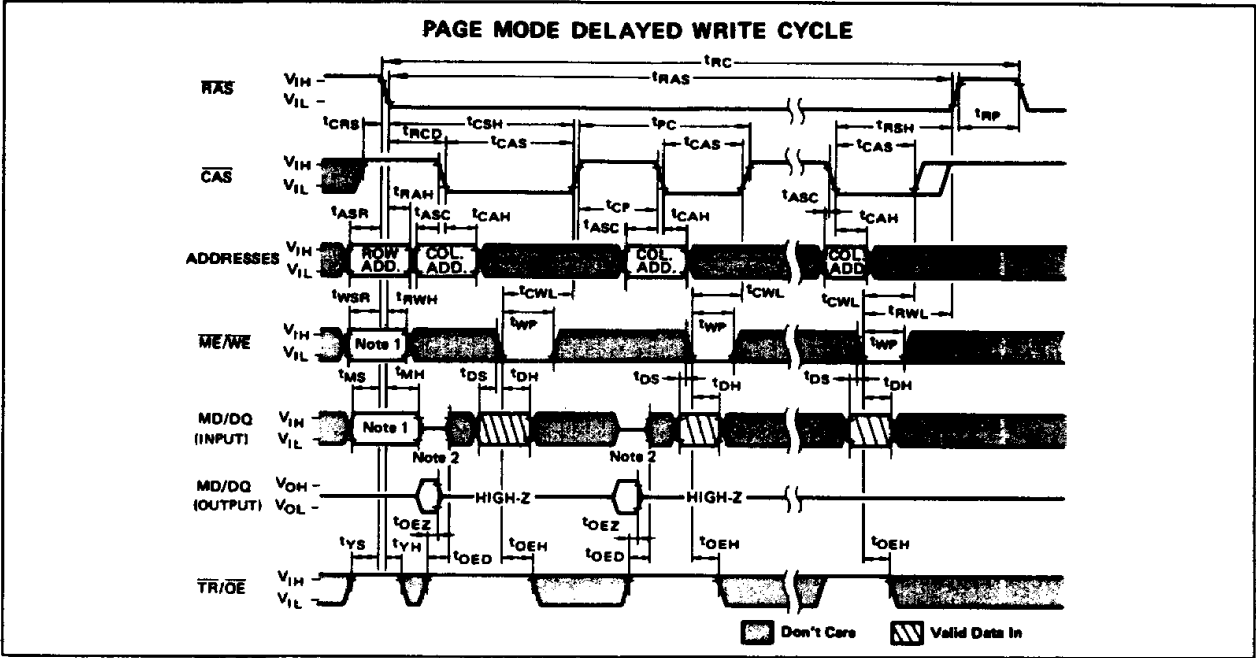 PAGE MODE DELAYED WRITE CYCLE
tRC
tRAS
RAS
VIH
VIL
tCRS
tRCD
tCSH
tPC
tRSH
tRP
tCAS
tCAS
tCAS
CAS
VIH
VIL
tRAH
tASC
tASR
tASC
tCAH
tCP
tASC
tCAH
tCAH
ADDRESSES
VIH
VIL
ROW ADD.
COL. ADD.
COL. ADD.
COL. ADD
tWSR
tRWH
tCWL
tCWL
tCWL
tRWL
tWP
tWP
tWP
ME/WE
VIH
VIL
Note 1
tMS
tMH
tDS
tDH
tDS
tDH
tDS
tDH
MD/DQ
(INPUT)
VIH
VIL
Note 1
Note 2
Note 2
MD/DQ
(OUTPUT)
VOH
VOL
HIGH-Z
HIGH-Z
tOEZ
tOEZ
tYS
tYH
tOED
tOEH
tOED
tOEH
tOEH
TR/OE
VIH
VIL
Don't Care
Valid Data In